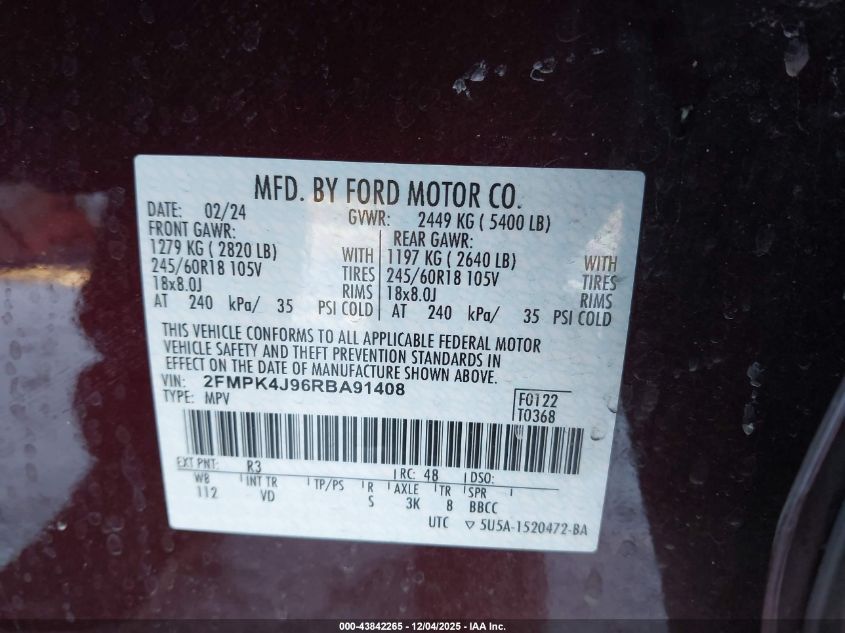 MFD. BY FORD MOTOR CO.
DATE: 02/24 GVWR: 2449 KG ( 5400 LB)
FRONT GAWR: REAR GAWR:
1279 KG ( 2820 LB) WITH 1197 KG ( 2640 LB) WITH
245/60R18 105V TIRES 245/60R18 105V TIRES
18x8.0J RIMS 18x8.0J RIMS
AT 240 kPa/ 35 PSI COLD AT 240 kPa/ 35 PSI COLD
THIS VEHICLE CONFORMS TO ALL APPLICABLE FEDERAL MOTOR
VEHICLE SAFETY AND THEFT PREVENTION STANDARDS IN
EFFECT ON THE DATE OF MANUFACTURE SHOWN ABOVE.
VIN: 2FMPK4J96RBA91408
TYPE: MPV
F0122
T0368
EXT PNT: R3 RC: 48 DSO:
WB INT TR TP/PS R AXLE TR SPR
112 VD S 3K 8 BBCC
UTC ▽ 5U5A-1520472-BA
000-43842265 - 12/04/2025 - IAA Inc.